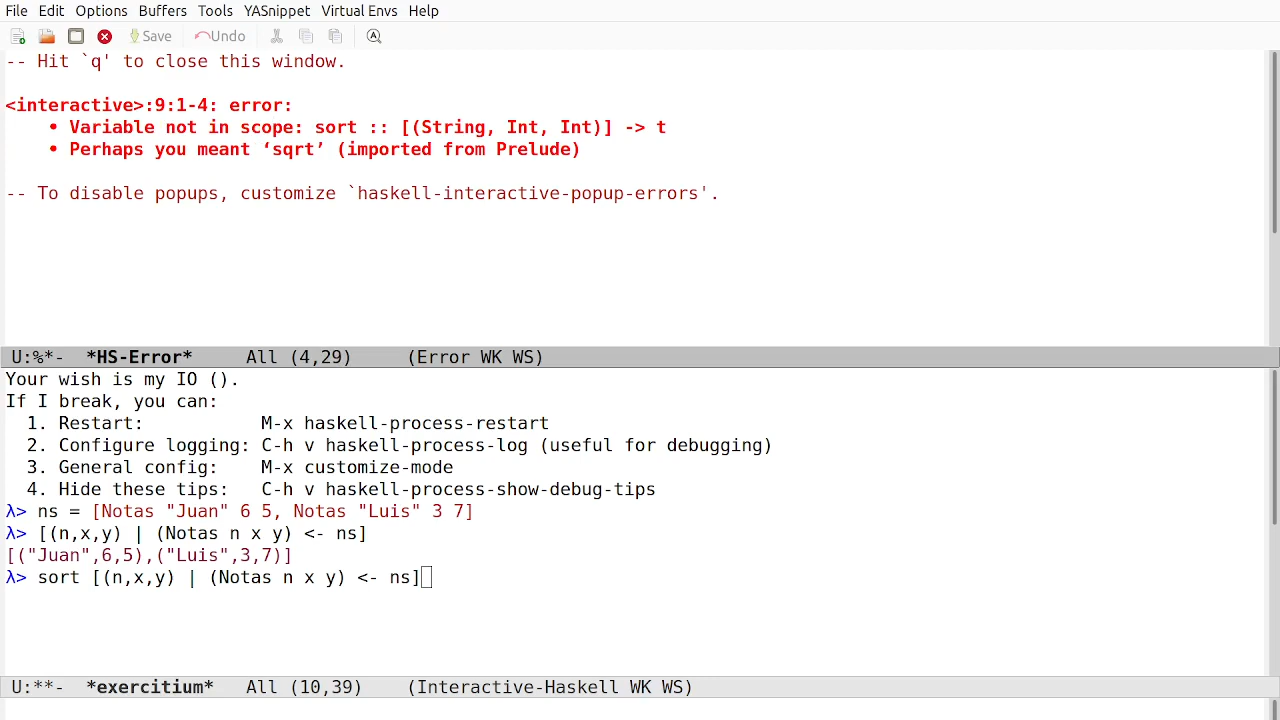 File Edit Options Buffers Tools YASnippet Virtual Envs Help
Save Undo
-- Hit `q' to close this window.
<interactive>:9:1-4: error:
• Variable not in scope: sort :: [(String, Int, Int)] -> t
• Perhaps you meant ‘sqrt’ (imported from Prelude)
-- To disable popups, customize `haskell-interactive-popup-errors'.
U:%*-  *HS-Error*     All (4,29)     (Error WK WS)
Your wish is my IO ().
If I break, you can:
1. Restart:           M-x haskell-process-restart
2. Configure logging: C-h v haskell-process-log (useful for debugging)
3. General config:    M-x customize-mode
4. Hide these tips:   C-h v haskell-process-show-debug-tips
λ> ns = [Notas "Juan" 6 5, Notas "Luis" 3 7]
λ> [(n,x,y) | (Notas n x y) <- ns]
[("Juan",6,5),("Luis",3,7)]
λ> sort [(n,x,y) | (Notas n x y) <- ns]
U:**-  *exercitium*   All (10,39)    (Interactive-Haskell WK WS)